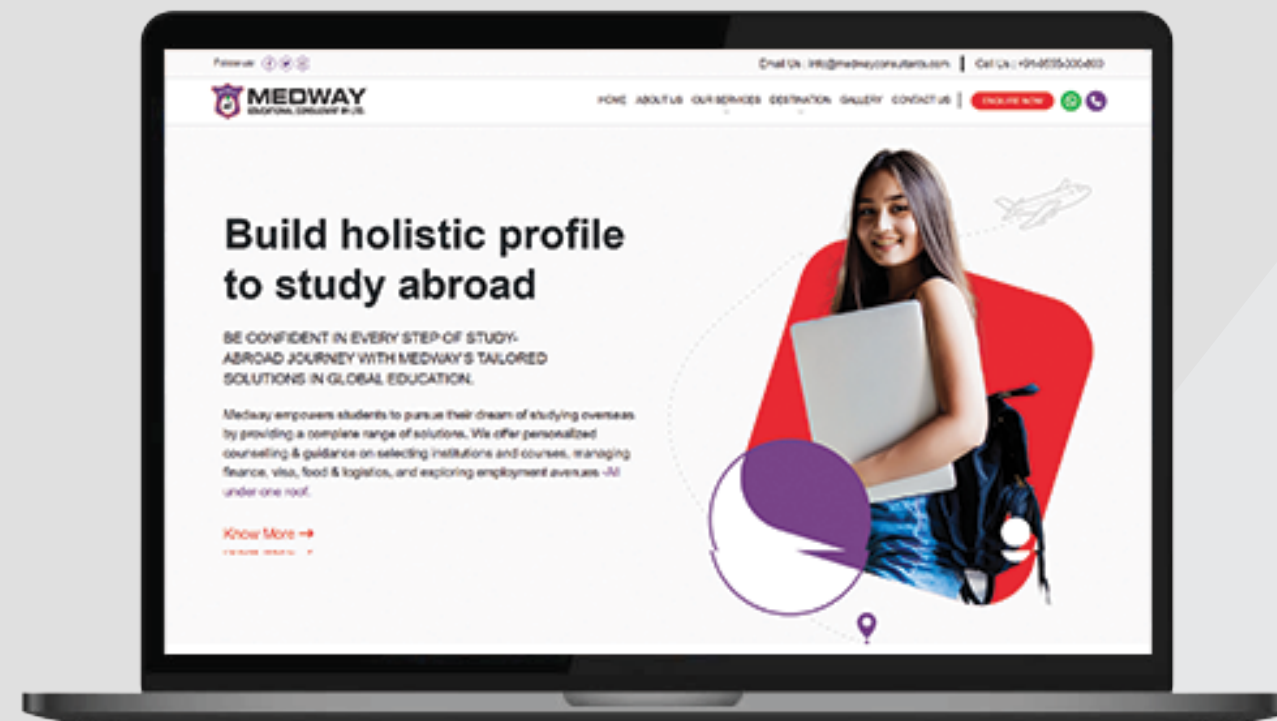 Follow us:
Email Us : info@medwayconsultants.com | Call Us :
MEDWAY
EDUCATIONAL CONSULTANT
HOME ABOUT US OUR SERVICES DESTINATION GALLERY CONTACT US | ENQUIRE NOW
Build holistic profile
to study abroad
BE CONFIDENT IN EVERY STEP OF STUDY-
ABROAD JOURNEY WITH MEDWAY'S TAILORED
SOLUTIONS IN GLOBAL EDUCATION.
Medway empowers students to pursue their dream of studying overseas
by providing a complete range of solutions. We offer personalized
counselling & guidance on selecting institutions and courses, managing
finance, visa, food & logistics, and exploring employment avenues -All
under one roof.
Know More